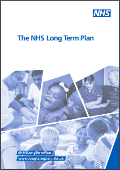 NHS
The NHS Long Term Plan
#NHSLongTermPlan
www.longtermplan.nhs.uk